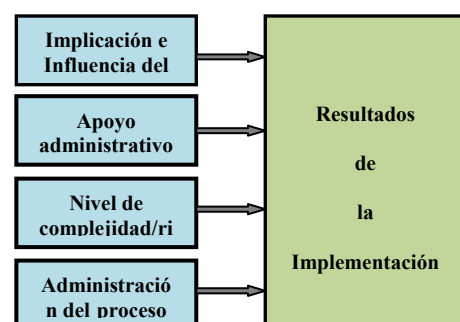 Implicación e
Influencia del
Apoyo
administrativo
Nivel de
complejidad/ri
Administració
n del proceso
Resultados
de
la
Implementación